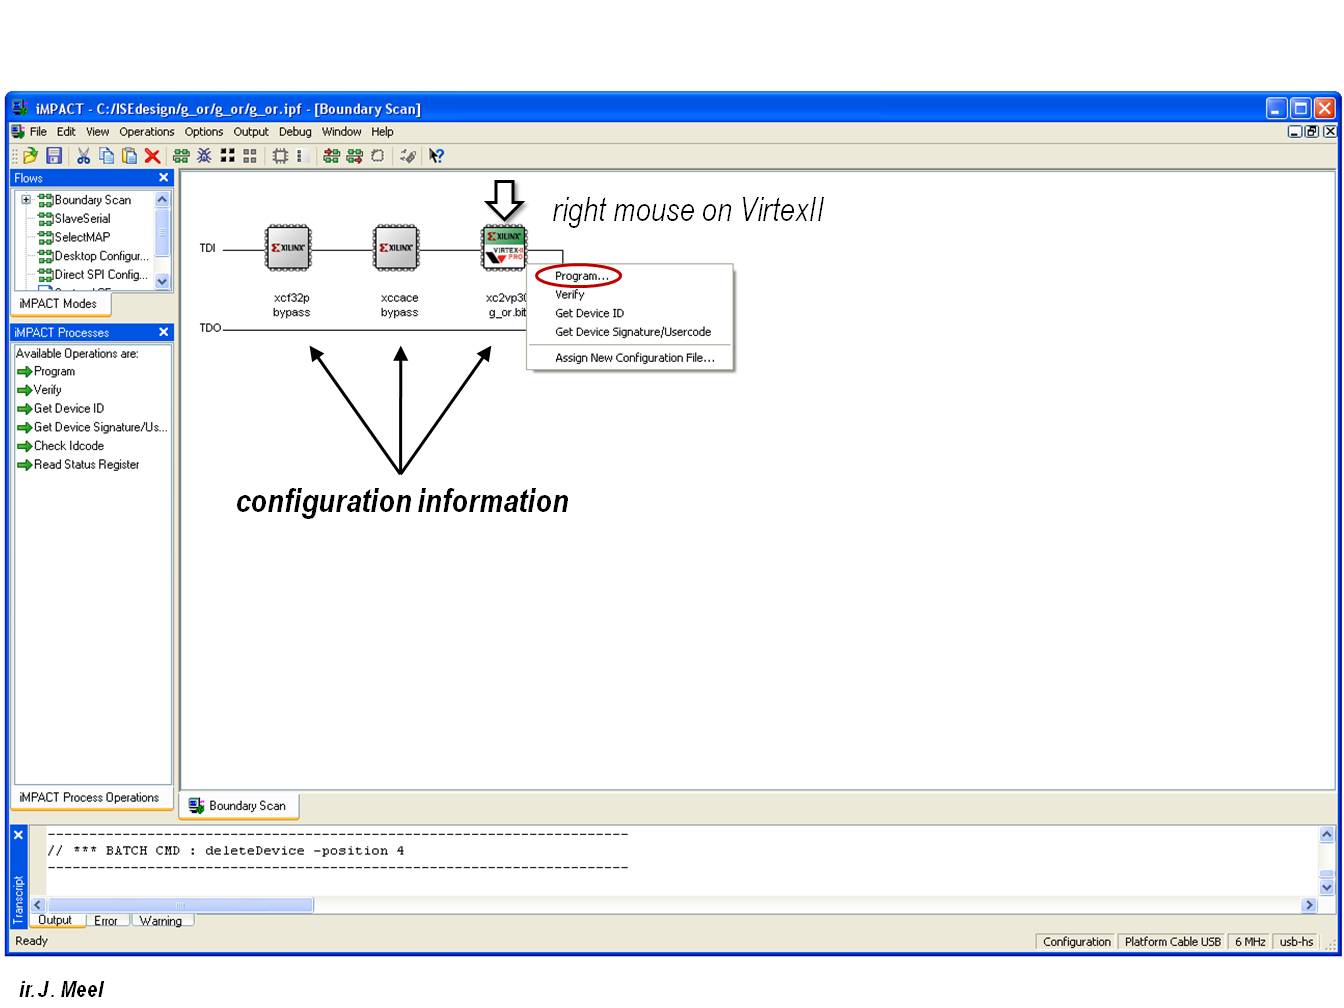 iMPACT - C:/ISEdesign/g_or/g_or/g_or.ipf - [Boundary Scan]
File Edit View Operations Options Output Debug Window Help
Flows
Boundary Scan
SlaveSerial
SelectMAP
Desktop Configur...
Direct SPI Config...
iMPACT Modes
iMPACT Processes
Available Operations are:
Program
Verify
Get Device ID
Get Device Signature/Us...
Check Idcode
Read Status Register
iMPACT Process Operations
right mouse on VirtexII
TDI
XILINX
XILINX
XILINX
VIRTEX-II
PRO
xcf32p
bypass
xccace
bypass
xc2vp30
g_or.bit
TDO
Program...
Verify
Get Device ID
Get Device Signature/Usercode
Assign New Configuration File...
configuration information
Boundary Scan
Transcript
----------------------------------------------------------------------
// *** BATCH CMD : deleteDevice -position 4
----------------------------------------------------------------------
Output Error Warning
Ready
Configuration Platform Cable USB 6 MHz usb-hs
ir. J. Meel